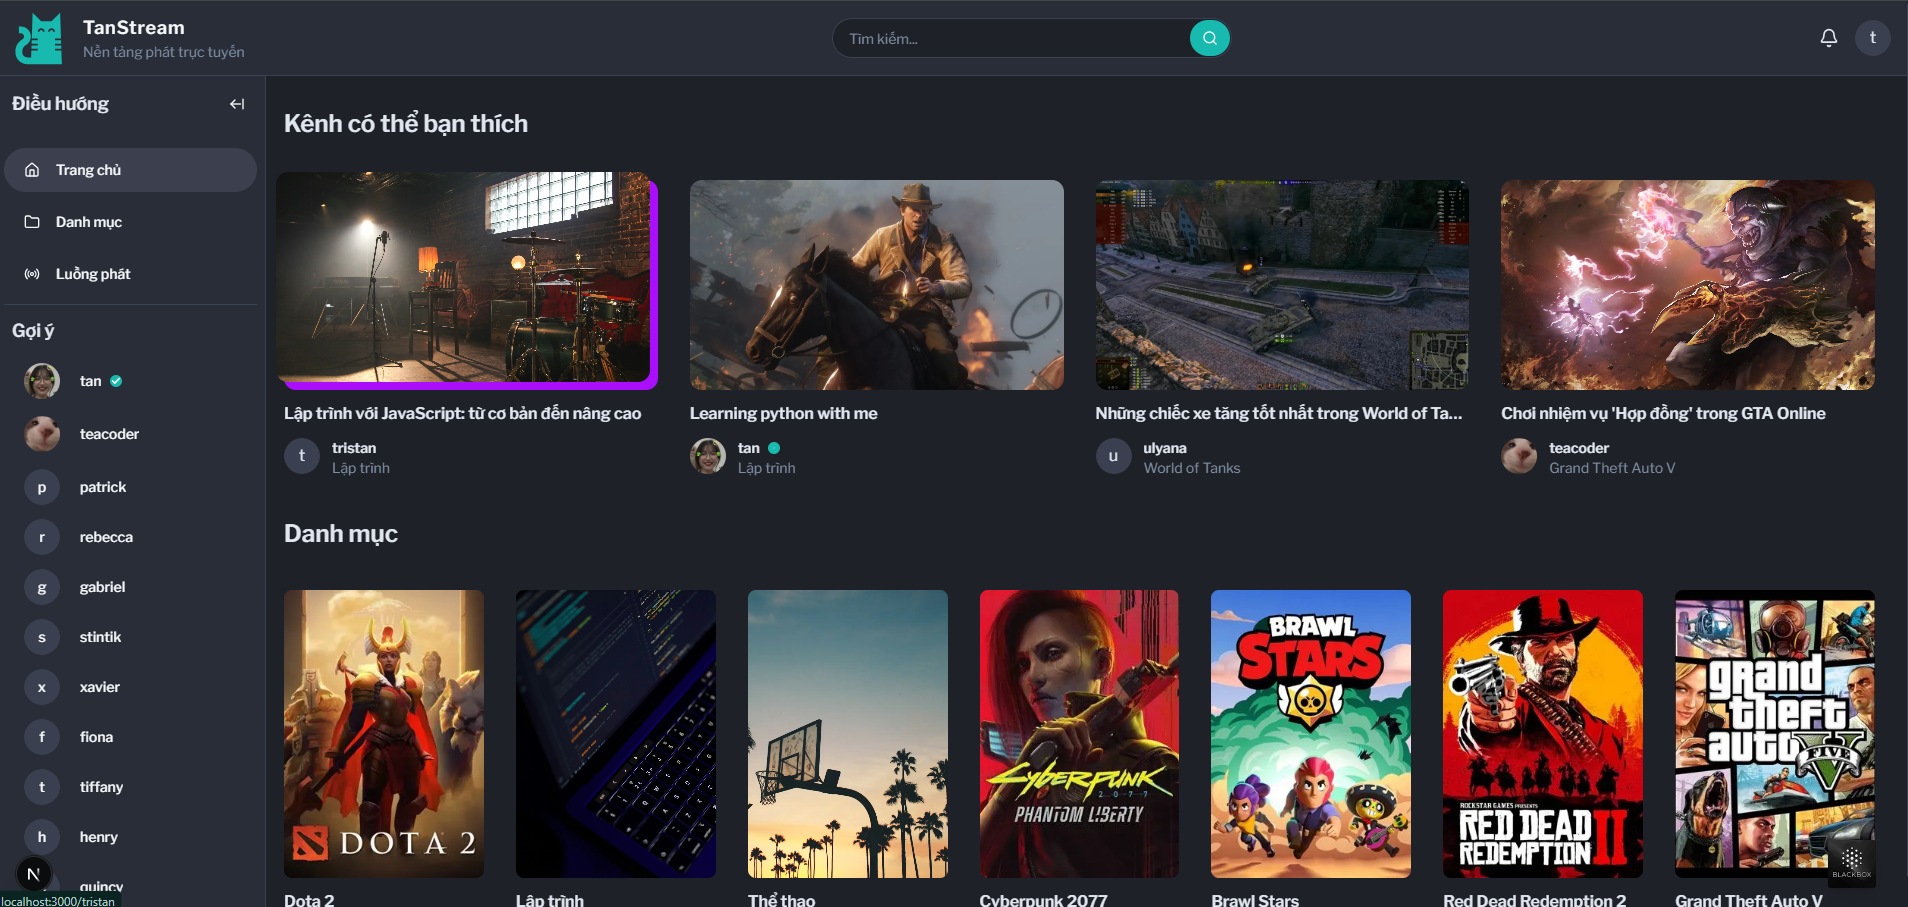 TanStream
Nền tảng phát trực tuyến
Tìm kiếm...
t
Điều hướng
Trang chủ
Danh mục
Luồng phát
Gợi ý
tan
teacoder
p patrick
r rebecca
g gabriel
s stintik
x xavier
f fiona
t tiffany
h henry
quincy
N
localhost:3000/tristan
Kênh có thể bạn thích
Lập trình với JavaScript: từ cơ bản đến nâng cao
t
tristan
Lập trình
Learning python with me
tan
Lập trình
Những chiếc xe tăng tốt nhất trong World of Ta...
u
ulyana
World of Tanks
Chơi nhiệm vụ 'Hợp đồng' trong GTA Online
teacoder
Grand Theft Auto V
Danh mục
DOTA 2
Dota 2
Lập trình
Thể thao
Cyberpunk
2077
PHANTOM LIBERTY
Cyberpunk 2077
BRAWL
STARS
Brawl Stars
ROCKSTAR GAMES PRESENTS
RED DEAD
REDEMPTION II
Red Dead Redemption 2
grand
theft
auto
FIVE
V
Grand Theft Auto V
BLACKBOX